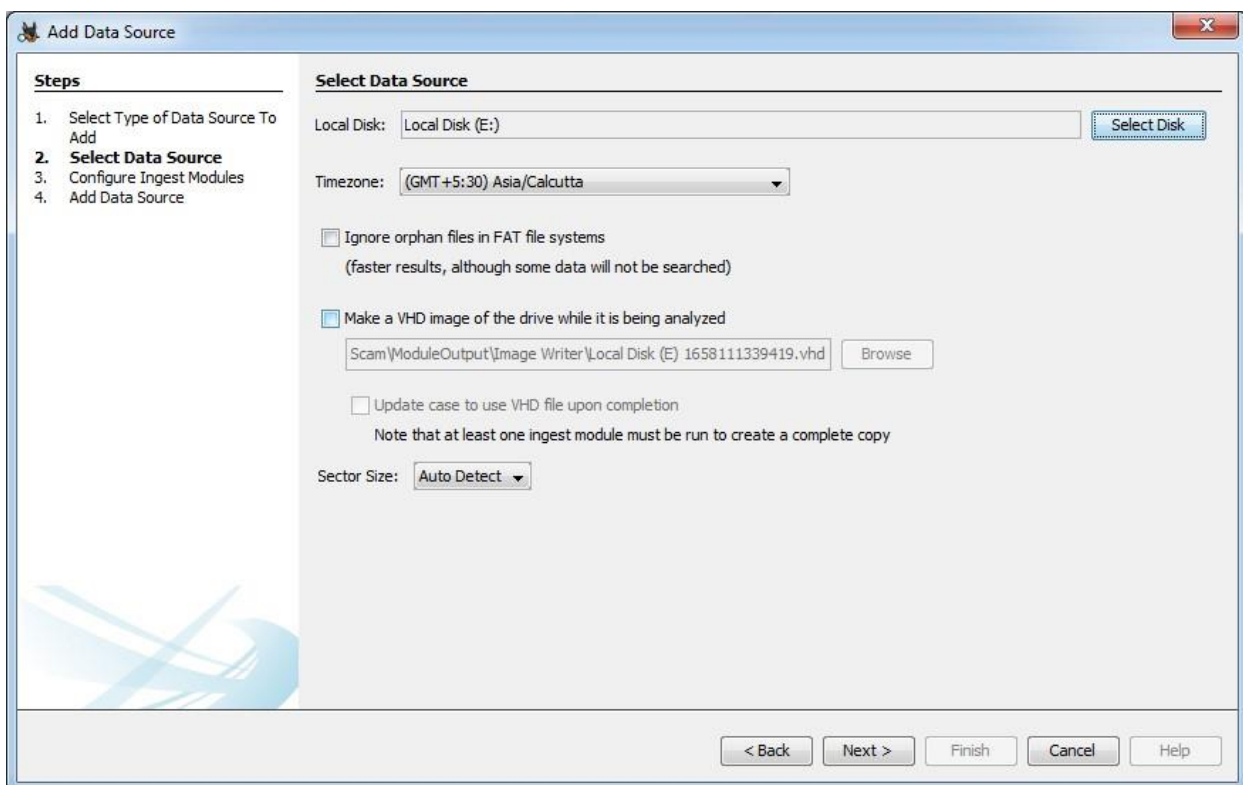 Add Data Source
Steps
1. Select Type of Data Source To
Add
2. Select Data Source
3. Configure Ingest Modules
4. Add Data Source
Select Data Source
Local Disk: Local Disk (E:) Select Disk
Timezone: (GMT+5:30) Asia/Calcutta
Ignore orphan files in FAT file systems
(faster results, although some data will not be searched)
Make a VHD image of the drive while it is being analyzed
Scam\ModuleOutput\Image Writer\Local Disk (E) 1658111339419.vhd Browse
Update case to use VHD file upon completion
Note that at least one ingest module must be run to create a complete copy
Sector Size: Auto Detect
< Back Next > Finish Cancel Help